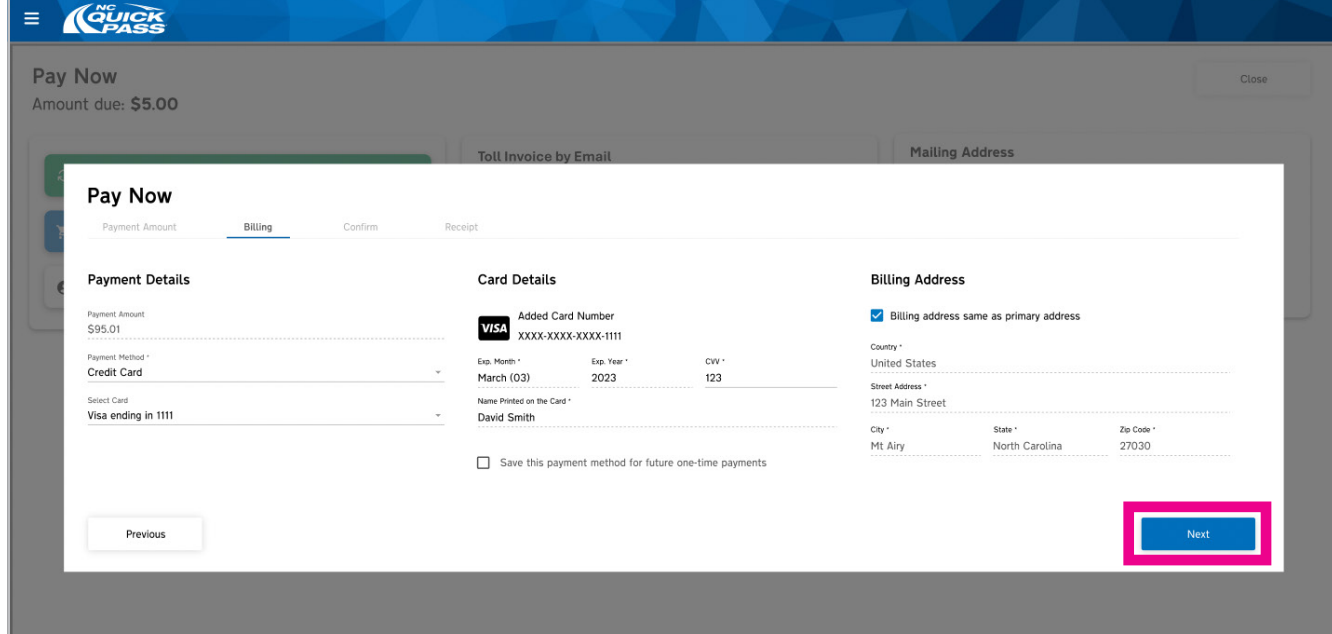 NC
QUICK
PASS
Pay Now
Close
Amount due: $5.00
Toll Invoice by Email
Mailing Address
Pay Now
Payment Amount Billing Confirm Receipt
Payment Details
Card Details
Billing Address
Payment Amount
$95.01
Payment Method *
Credit Card
Select Card
Visa ending in 1111
VISA
Added Card Number
XXXX-XXXX-XXXX-1111
Exp. Month * Exp. Year * CVV *
March (03) 2023 123
Name Printed on the Card *
David Smith
Save this payment method for future one-time payments
Billing address same as primary address
Country *
United States
Street Address *
123 Main Street
City * State * Zip Code *
Mt Airy North Carolina 27030
Previous
Next